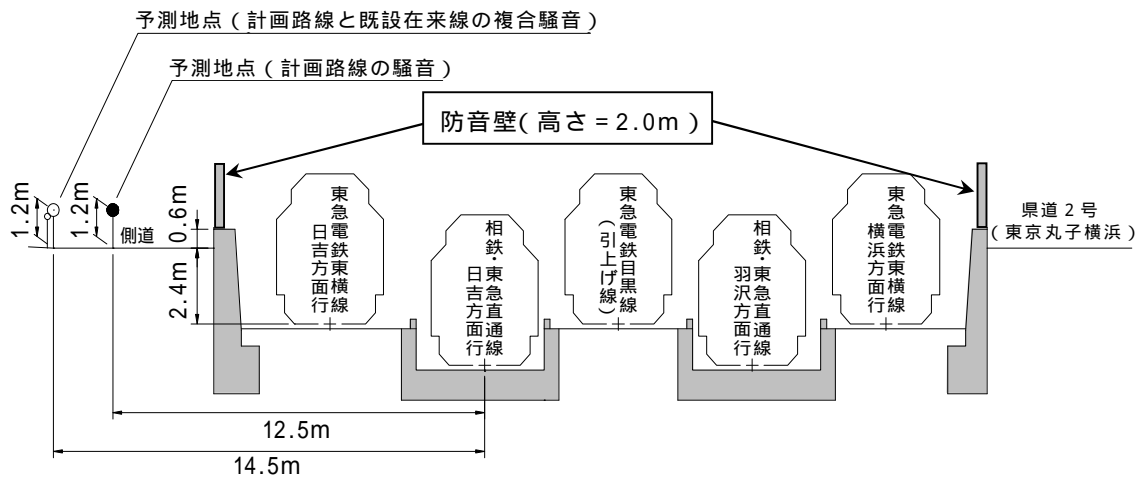 予測地点（計画路線と既設在来線の複合騒音）
予測地点（計画路線の騒音）
防音壁（高さ＝2.0m）
1.2m
1.2m
側道
0.6m
2.4m
東急電鉄東横線
日吉方面行
相鉄・東急直通線
日吉方面行
東急電鉄目黒線
（引上げ線）
相鉄・東急直通線
羽沢方面行
東急電鉄東横線
横浜方面行
県道２号
（東京丸子横浜）
12.5m
14.5m